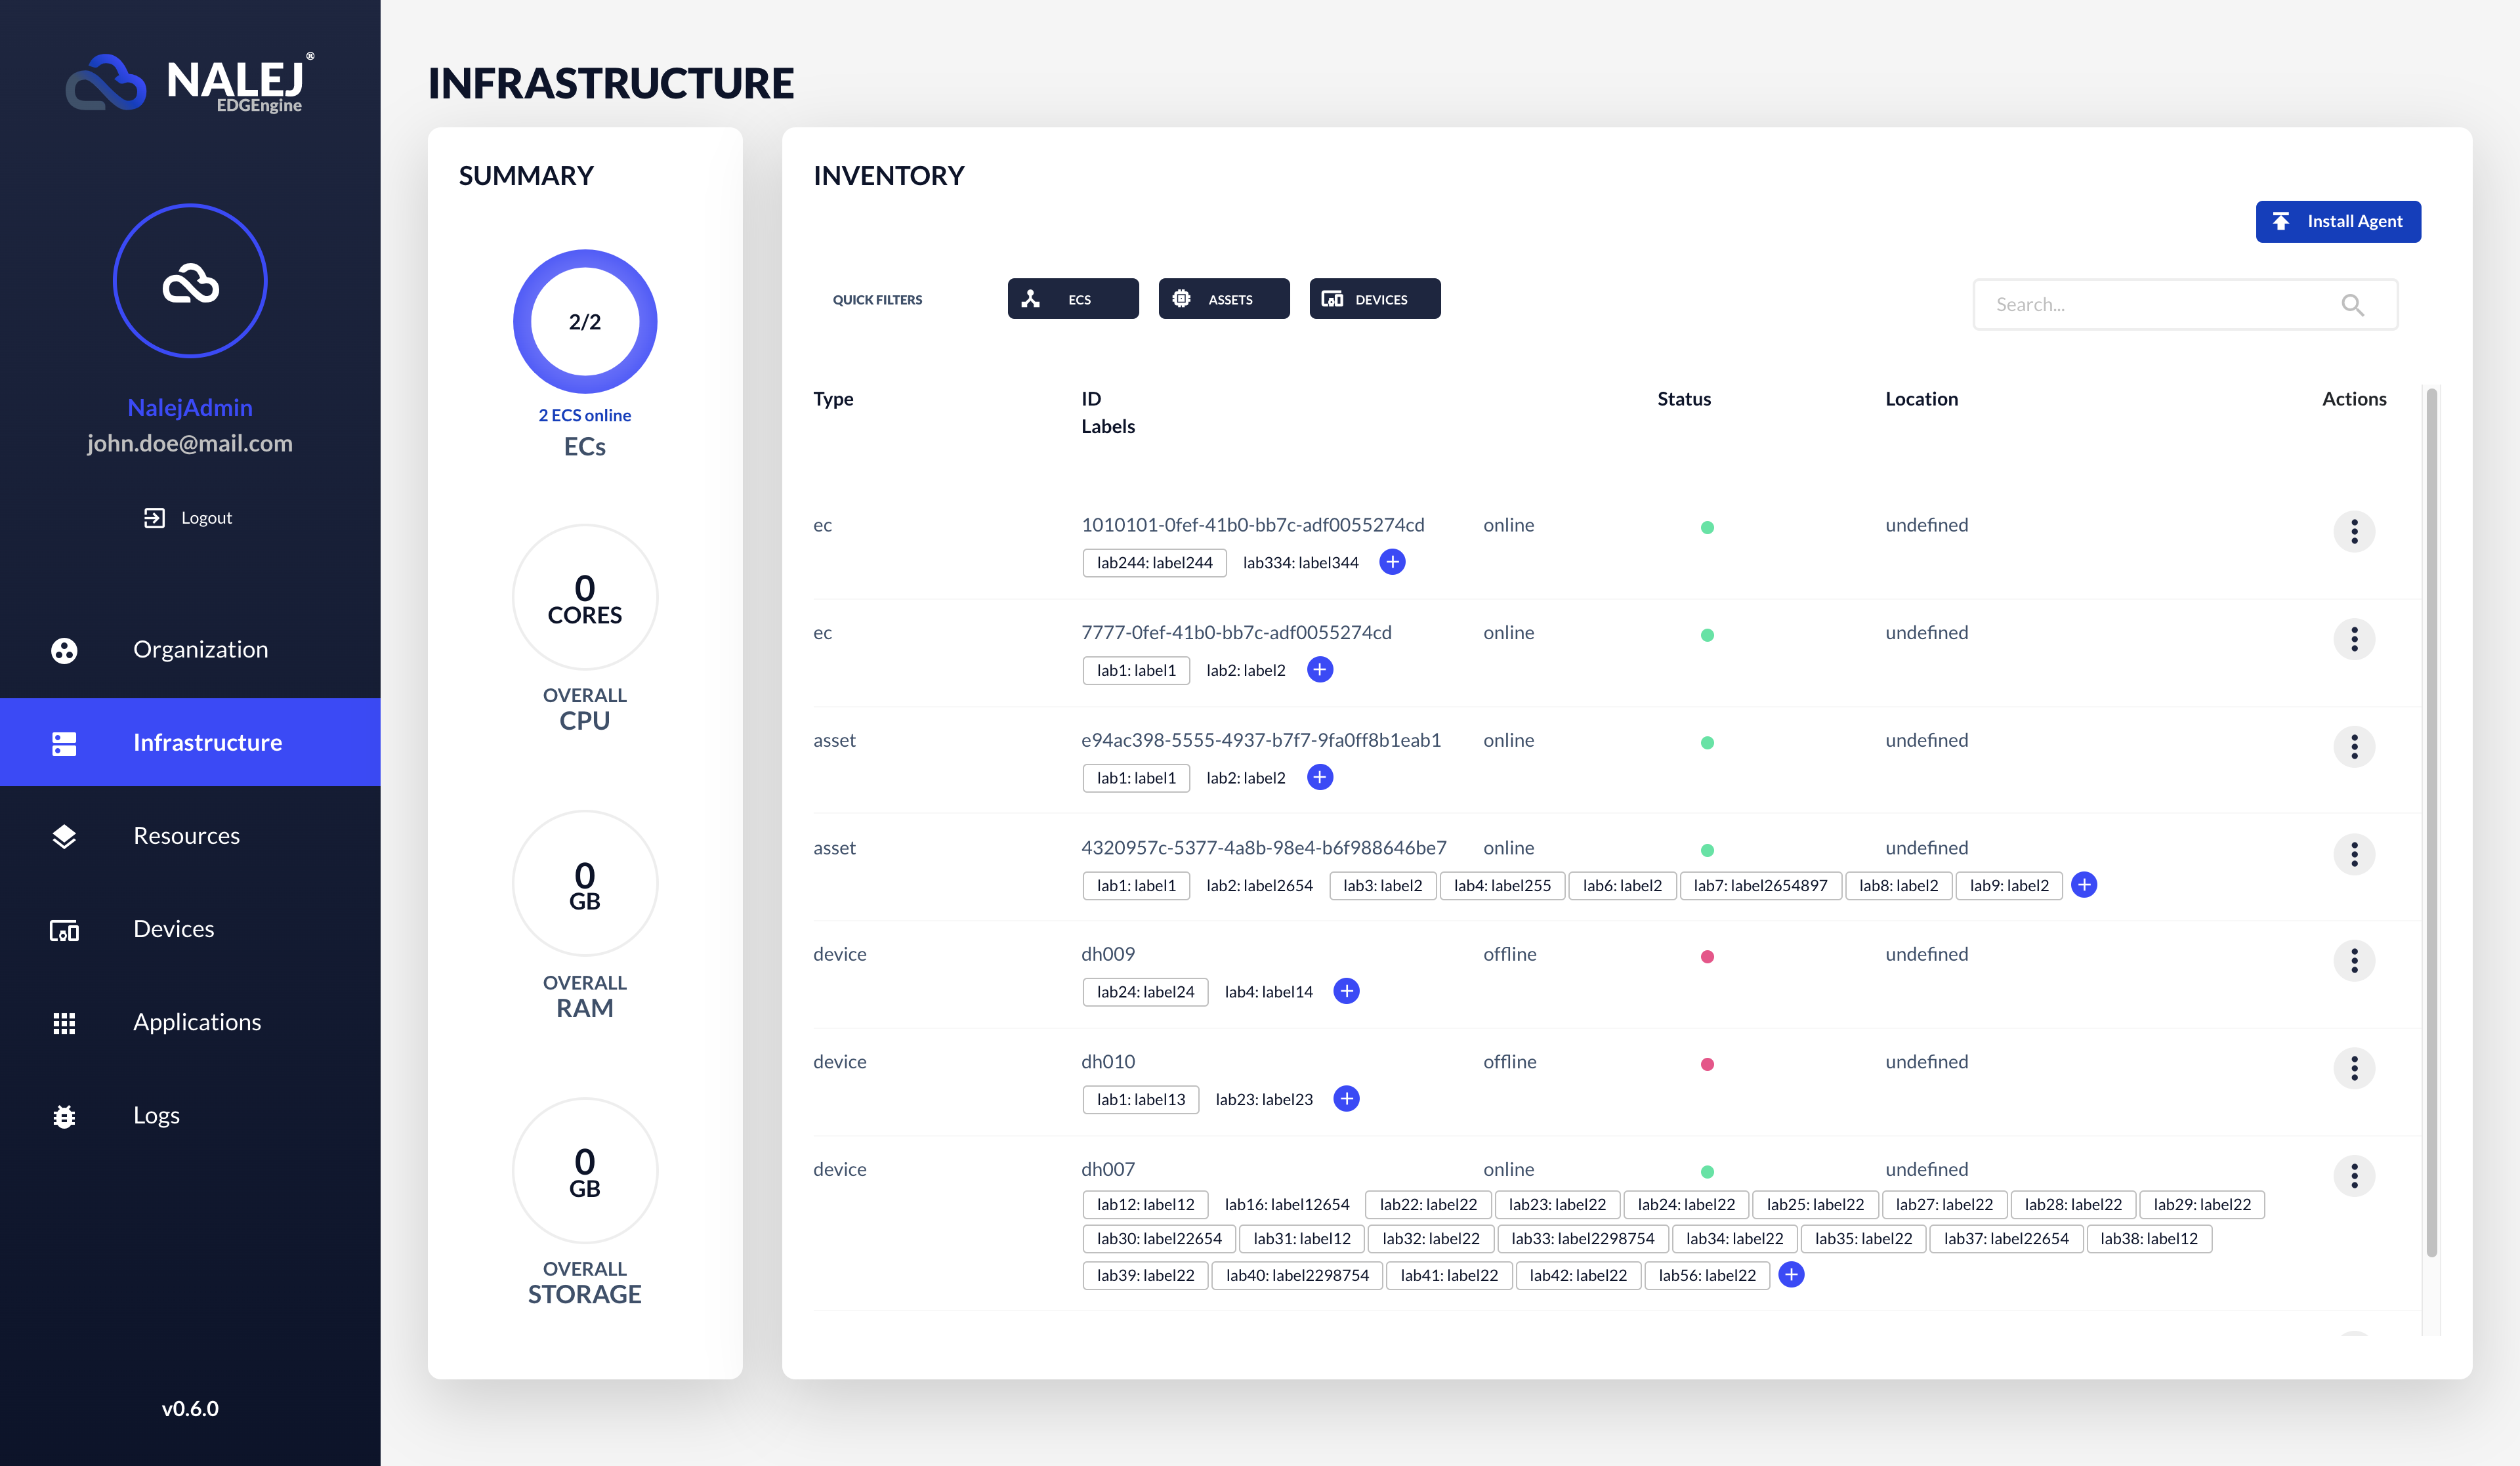 NALEJ®
EDGEngine
NalejAdmin
john.doe@mail.com
Logout
Organization
Infrastructure
Resources
Devices
Applications
Logs
v0.6.0
INFRASTRUCTURE
SUMMARY
2/2
2 ECS online
ECs
0
CORES
OVERALL
CPU
0
GB
OVERALL
RAM
0
GB
OVERALL
STORAGE
INVENTORY
Install Agent
QUICK FILTERS ECS ASSETS DEVICES Search...
Type ID Status Location Actions
Labels
ec 1010101-0fef-41b0-bb7c-adf0055274cd online undefined
lab244: label244 lab334: label344
ec 7777-0fef-41b0-bb7c-adf0055274cd online undefined
lab1: label1 lab2: label2
asset e94ac398-5555-4937-b7f7-9fa0ff8b1eab1 online undefined
lab1: label1 lab2: label2
asset 4320957c-5377-4a8b-98e4-b6f988646be7 online undefined
lab1: label1 lab2: label2654 lab3: label2 lab4: label255 lab6: label2 lab7: label2654897 lab8: label2 lab9: label2
device dh009 offline undefined
lab24: label24 lab4: label14
device dh010 offline undefined
lab1: label13 lab23: label23
device dh007 online undefined
lab12: label12 lab16: label12654 lab22: label22 lab23: label22 lab24: label22 lab25: label22 lab27: label22 lab28: label22 lab29: label22
lab30: label22654 lab31: label12 lab32: label22 lab33: label2298754 lab34: label22 lab35: label22 lab37: label22654 lab38: label12
lab39: label22 lab40: label2298754 lab41: label22 lab42: label22 lab56: label22